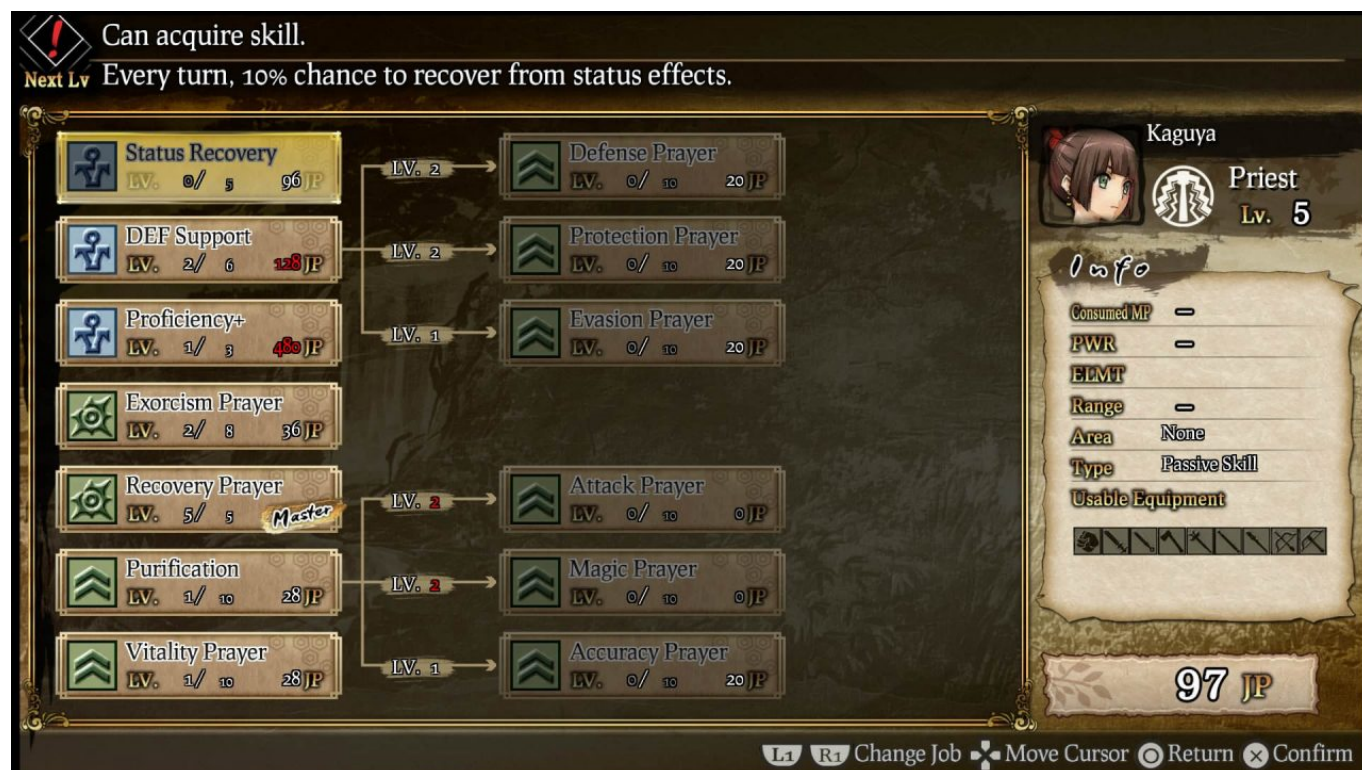 Can acquire skill.
Next Lv Every turn, 10% chance to recover from status effects.
Status Recovery
LV. 0/ 5 96 JP
LV. 2
Defense Prayer
LV. 0/ 10 20 JP
DEF Support
LV. 2/ 6 128 JP
LV. 2
Protection Prayer
LV. 0/ 10 20 JP
Proficiency+
LV. 1/ 3 480 JP
LV. 1
Evasion Prayer
LV. 0/ 10 20 JP
Exorcism Prayer
LV. 2/ 8 36 JP
Recovery Prayer
LV. 5/ 5 Master
LV. 2
Attack Prayer
LV. 0/ 10 0 JP
Purification
LV. 1/ 10 28 JP
LV. 2
Magic Prayer
LV. 0/ 10 0 JP
Vitality Prayer
LV. 1/ 10 28 JP
LV. 1
Accuracy Prayer
LV. 0/ 10 20 JP
Kaguya
Priest
Lv. 5
Info
Consumed MP –
PWR –
ELMT
Range –
Area None
Type Passive Skill
Usable Equipment
97 JP
L1 R1 Change Job Move Cursor Return Confirm